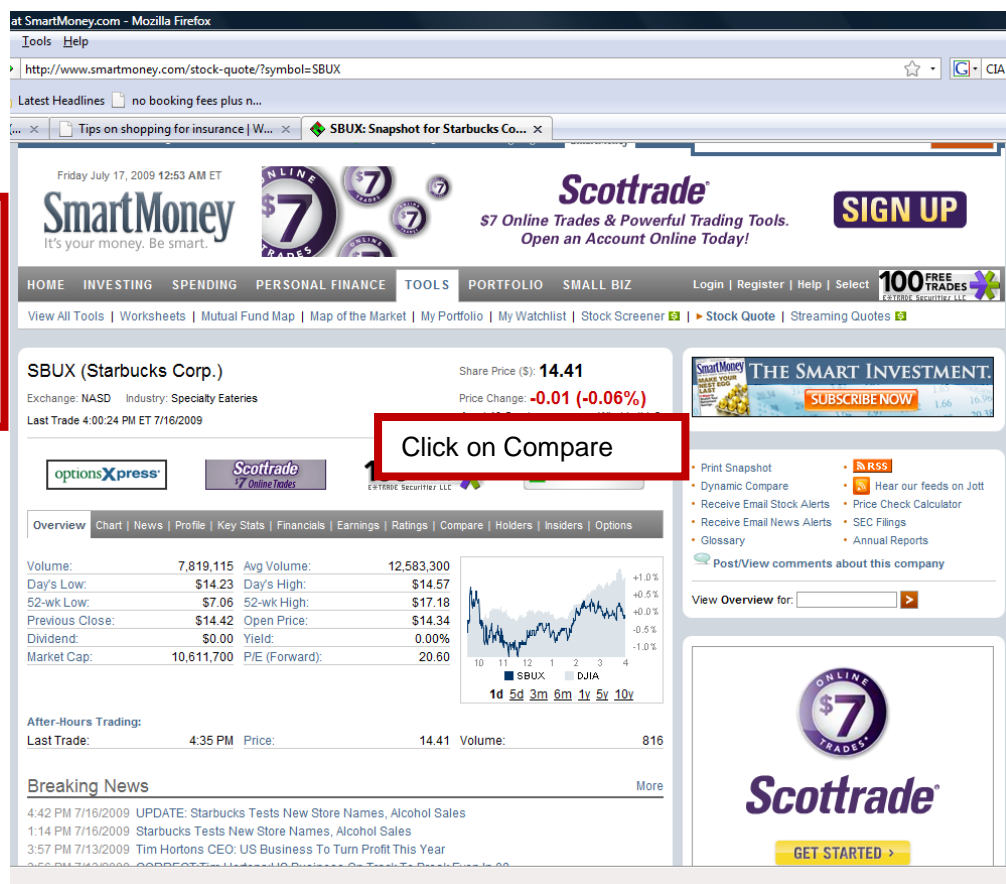 at SmartMoney.com - Mozilla Firefox
Tools Help
http://www.smartmoney.com/stock-quote/?symbol=SBUX
G CIA
Latest Headlines no booking fees plus n...
(... × Tips on shopping for insurance | W... × SBUX: Snapshot for Starbucks Co... ×
Friday July 17, 2009 12:53 AM ET
SmartMoney
It's your money. Be smart.
ONLINE $7 TRADES
$7
$7
Scottrade
$7 Online Trades & Powerful Trading Tools.
Open an Account Online Today!
SIGN UP
HOME INVESTING SPENDING PERSONAL FINANCE TOOLS PORTFOLIO SMALL BIZ Login | Register | Help | Select
100 FREE TRADES
E*TRADE Securities LLC
View All Tools | Worksheets | Mutual Fund Map | Map of the Market | My Portfolio | My Watchlist | Stock Screener | Stock Quote | Streaming Quotes
SBUX (Starbucks Corp.)
Share Price ($): 14.41
Exchange: NASD Industry: Specialty Eateries
Price Change: -0.01 (-0.06%)
Last Trade 4:00:24 PM ET 7/16/2009
THE SMART INVESTMENT.
SUBSCRIBE NOW
Click on Compare
optionsXpress
Scottrade
$7 Online Trades
E*TRADE Securities LLC
Print Snapshot
RSS
Dynamic Compare
Hear our feeds on Jott
Receive Email Stock Alerts
Price Check Calculator
Receive Email News Alerts
SEC Filings
Glossary
Annual Reports
Post/View comments about this company
View Overview for:
Overview Chart | News | Profile | Key Stats | Financials | Earnings | Ratings | Compare | Holders | Insiders | Options
Volume: 7,819,115 Avg Volume: 12,583,300
Day's Low: $14.23 Day's High: $14.57
52-wk Low: $7.06 52-wk High: $17.18
Previous Close: $14.42 Open Price: $14.34
Dividend: $0.00 Yield: 0.00%
Market Cap: 10,611,700 P/E (Forward): 20.60
+1.0%
+0.5%
+0.0%
-0.5%
-1.0%
10 11 12 1 2 3 4
SBUX DJIA
1d 5d 3m 6m 1y 5y 10y
After-Hours Trading:
Last Trade: 4:35 PM Price: 14.41 Volume: 816
Breaking News More
4:42 PM 7/16/2009 UPDATE: Starbucks Tests New Store Names, Alcohol Sales
1:14 PM 7/16/2009 Starbucks Tests New Store Names, Alcohol Sales
3:57 PM 7/13/2009 Tim Hortons CEO: US Business To Turn Profit This Year
ONLINE $7 TRADES
Scottrade
GET STARTED >